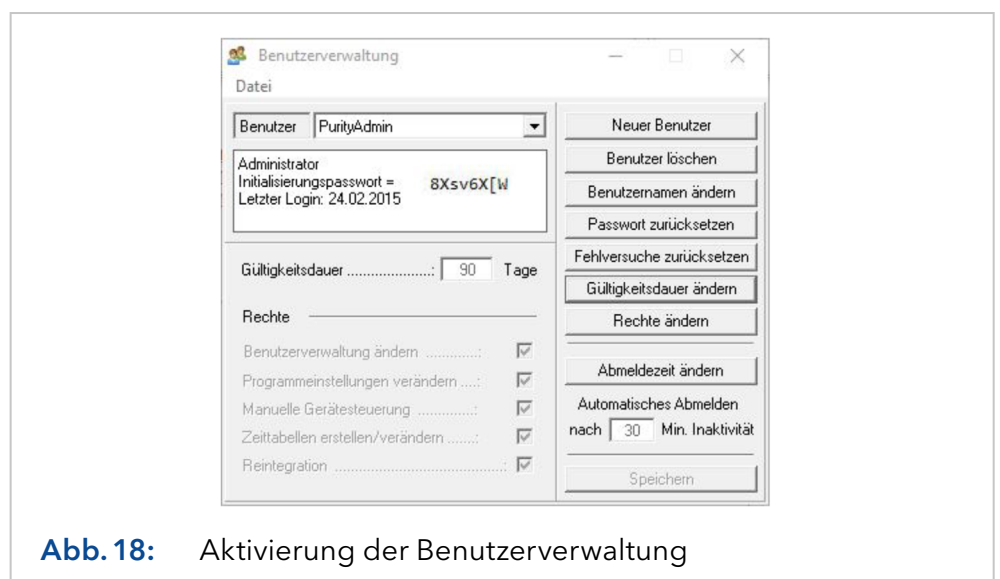 Benutzerverwaltung
Datei
Benutzer PurityAdmin
Administrator
Initialisierungspasswort = 8Xsv6X[W
Letzter Login: 24.02.2015
Gültigkeitsdauer ....................: 90 Tage
Rechte
Benutzerverwaltung ändern .............:
Programmeinstellungen verändern ....:
Manuelle Gerätesteuerung .............:
Zeittabellen erstellen/verändern ......:
Reintegration .......................................:
Neuer Benutzer
Benutzer löschen
Benutzernamen ändern
Passwort zurücksetzen
Fehlversuche zurücksetzen
Gültigkeitsdauer ändern
Rechte ändern
Abmeldezeit ändern
Automatisches Abmelden
nach 30 Min. Inaktivität
Speichern
Abb. 18: Aktivierung der Benutzerverwaltung